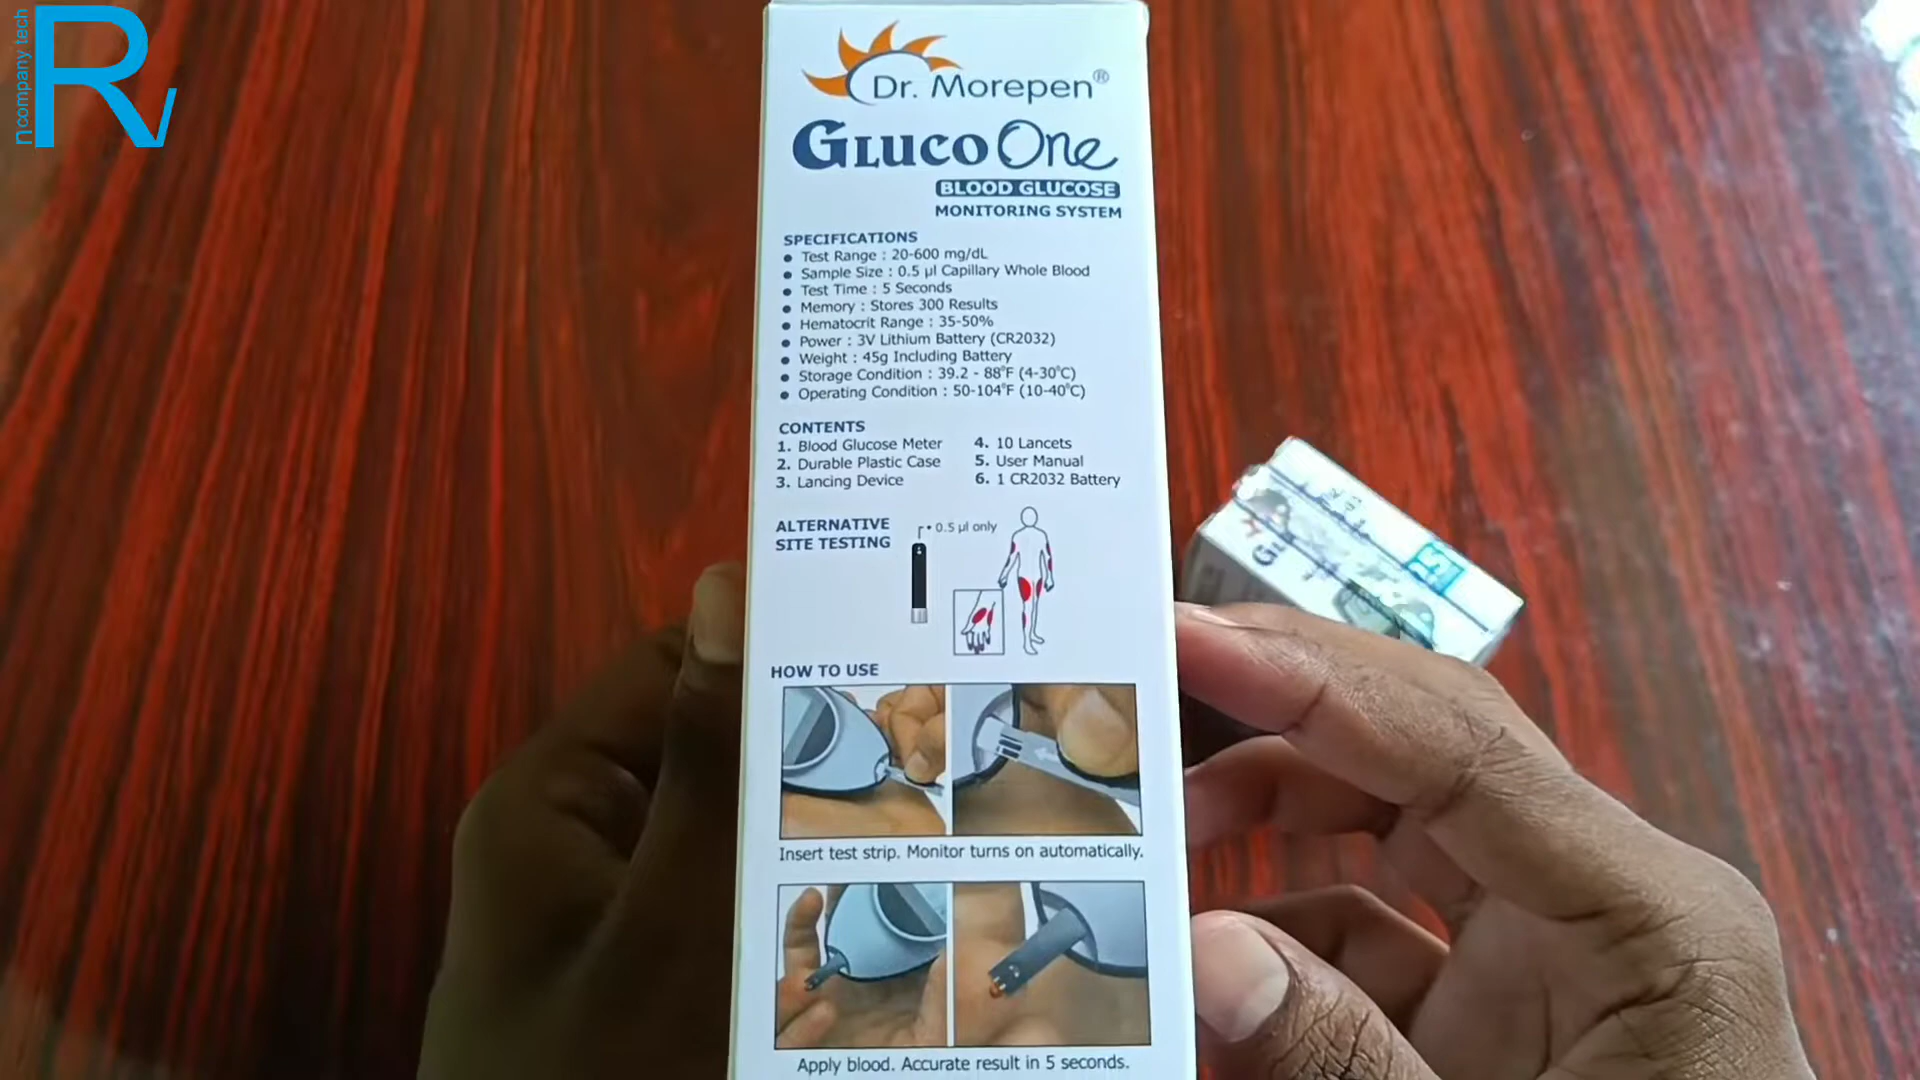 ncompany tech
RV
Dr. Morepen®
GLUCO One
BLOOD GLUCOSE
MONITORING SYSTEM
SPECIFICATIONS
● Test Range : 20-600 mg/dL
● Sample Size : 0.5 µl Capillary Whole Blood
● Test Time : 5 Seconds
● Memory : Stores 300 Results
● Hematocrit Range : 35-50%
● Power : 3V Lithium Battery (CR2032)
● Weight : 45g Including Battery
● Storage Condition : 39.2 - 88°F (4-30°C)
● Operating Condition : 50-104°F (10-40°C)
CONTENTS
1. Blood Glucose Meter
2. Durable Plastic Case
3. Lancing Device
4. 10 Lancets
5. User Manual
6. 1 CR2032 Battery
ALTERNATIVE
SITE TESTING
• 0.5 µl only
HOW TO USE
Insert test strip. Monitor turns on automatically.
Apply blood. Accurate result in 5 seconds.